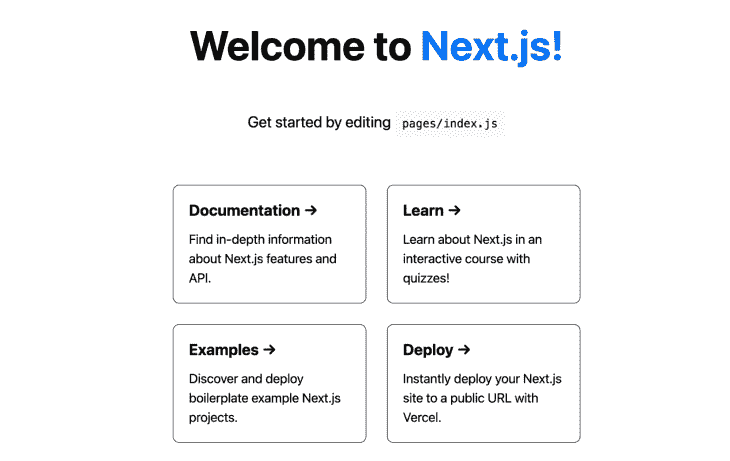 Welcome to Next.js!
Get started by editing pages/index.js
Documentation →
Find in-depth information
about Next.js features and
API.
Learn →
Learn about Next.js in an
interactive course with
quizzes!
Examples →
Discover and deploy
boilerplate example Next.js
projects.
Deploy →
Instantly deploy your Next.js
site to a public URL with
Vercel.